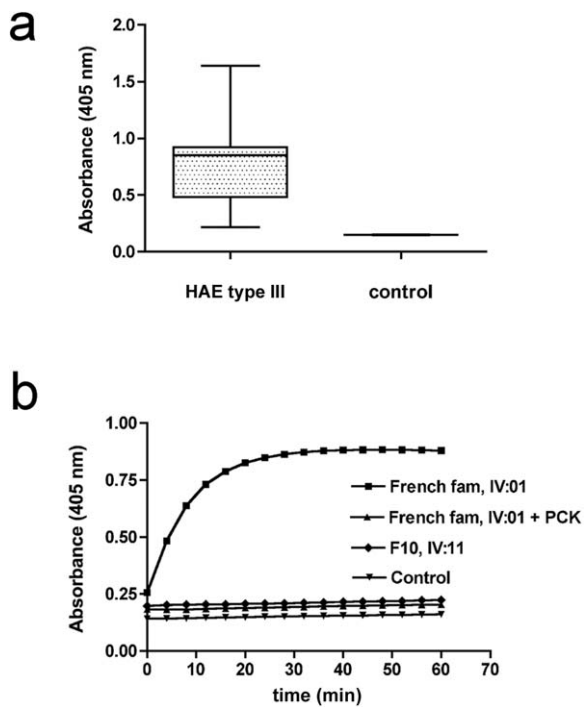 a
Absorbance (405 nm)
2.0
1.5
1.0
0.5
0.0
HAE type III
control
b
Absorbance (405 nm)
1.00
0.75
0.50
0.25
0.00
French fam, IV:01
French fam, IV:01 + PCK
F10, IV:11
Control
0 10 20 30 40 50 60 70
time (min)